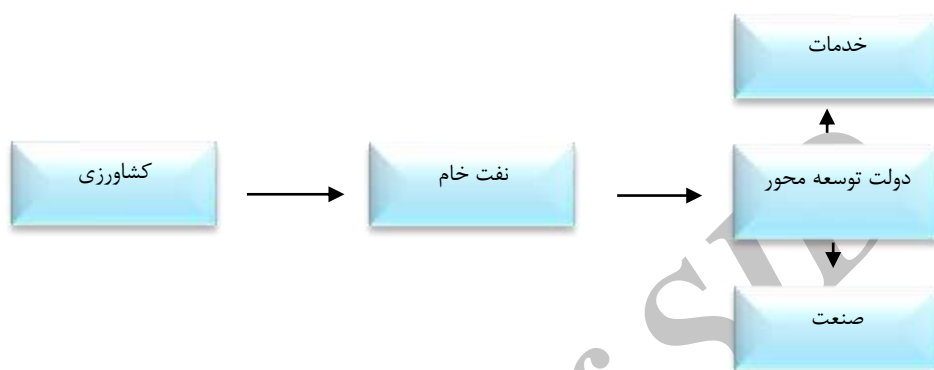 خدمات
کشاورزی
نفت خام
دولت توسعه محور
صنعت